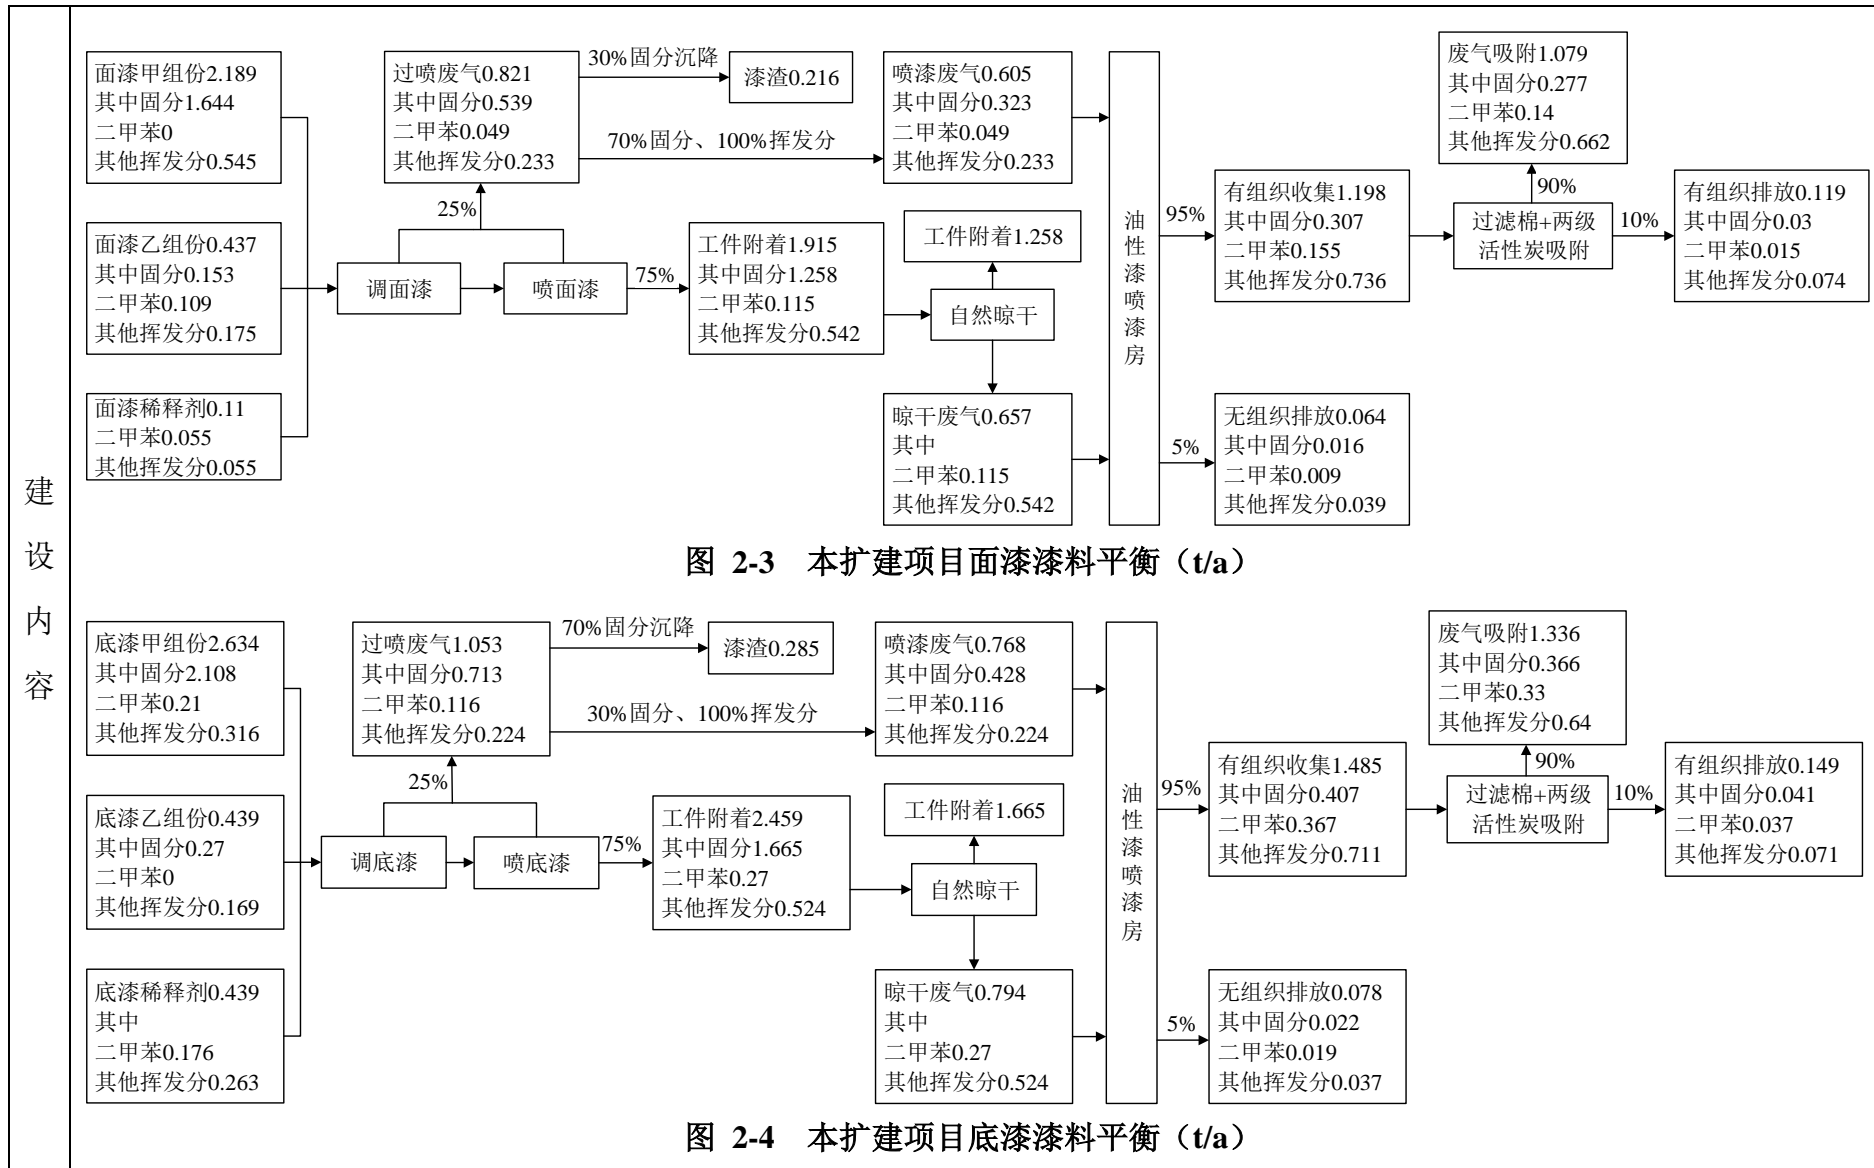 建
设
内
容
面漆甲组份2.189
其中固分1.644
二甲苯0
其他挥发分0.545
面漆乙组份0.437
其中固分0.153
二甲苯0.109
其他挥发分0.175
面漆稀释剂0.11
二甲苯0.055
其他挥发分0.055
调面漆
喷面漆
25%
过喷废气0.821
其中固分0.539
二甲苯0.049
其他挥发分0.233
30%固分沉降
漆渣0.216
70%固分、100%挥发分
喷漆废气0.605
其中固分0.323
二甲苯0.049
其他挥发分0.233
75%
工件附着1.915
其中固分1.258
二甲苯0.115
其他挥发分0.542
工件附着1.258
自然晾干
晾干废气0.657
其中
二甲苯0.115
其他挥发分0.542
油
性
漆
喷
漆
房
95%
有组织收集1.198
其中固分0.307
二甲苯0.155
其他挥发分0.736
废气吸附1.079
其中固分0.277
二甲苯0.14
其他挥发分0.662
90%
过滤棉+两级
活性炭吸附
10%
有组织排放0.119
其中固分0.03
二甲苯0.015
其他挥发分0.074
5%
无组织排放0.064
其中固分0.016
二甲苯0.009
其他挥发分0.039
图 2-3 本扩建项目面漆漆料平衡（t/a）
底漆甲组份2.634
其中固分2.108
二甲苯0.21
其他挥发分0.316
底漆乙组份0.439
其中固分0.27
二甲苯0
其他挥发分0.169
底漆稀释剂0.439
其中
二甲苯0.176
其他挥发分0.263
调底漆
喷底漆
25%
过喷废气1.053
其中固分0.713
二甲苯0.116
其他挥发分0.224
70%固分沉降
漆渣0.285
30%固分、100%挥发分
喷漆废气0.768
其中固分0.428
二甲苯0.116
其他挥发分0.224
75%
工件附着2.459
其中固分1.665
二甲苯0.27
其他挥发分0.524
工件附着1.665
自然晾干
晾干废气0.794
其中
二甲苯0.27
其他挥发分0.524
油
性
漆
喷
漆
房
95%
有组织收集1.485
其中固分0.407
二甲苯0.367
其他挥发分0.711
废气吸附1.336
其中固分0.366
二甲苯0.33
其他挥发分0.64
90%
过滤棉+两级
活性炭吸附
10%
有组织排放0.149
其中固分0.041
二甲苯0.037
其他挥发分0.071
5%
无组织排放0.078
其中固分0.022
二甲苯0.019
其他挥发分0.037
图 2-4 本扩建项目底漆漆料平衡（t/a）